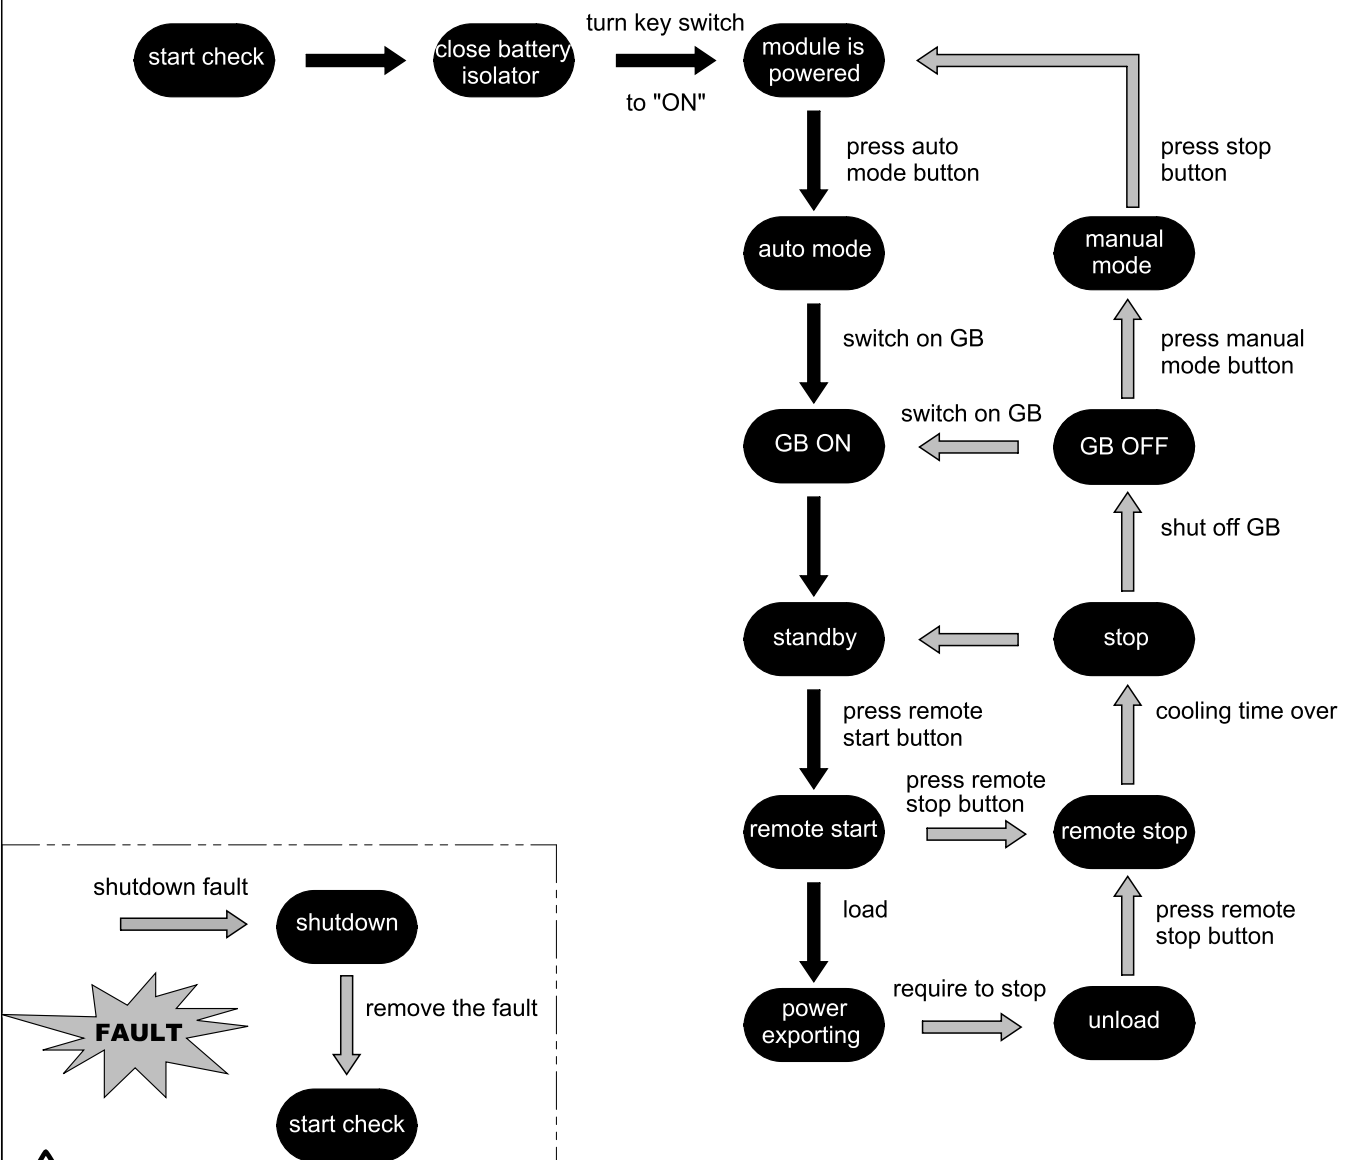 turn key switch
start check
close battery
isolator
module is
powered
to "ON"
press auto
mode button
press stop
button
auto mode
manual
mode
switch on GB
press manual
mode button
switch on GB
GB ON
GB OFF
shut off GB
standby
stop
press remote
start button
cooling time over
press remote
stop button
remote start
remote stop
shutdown fault
shutdown
load
press remote
stop button
require to stop
remove the fault
FAULT
power
exporting
unload
start check